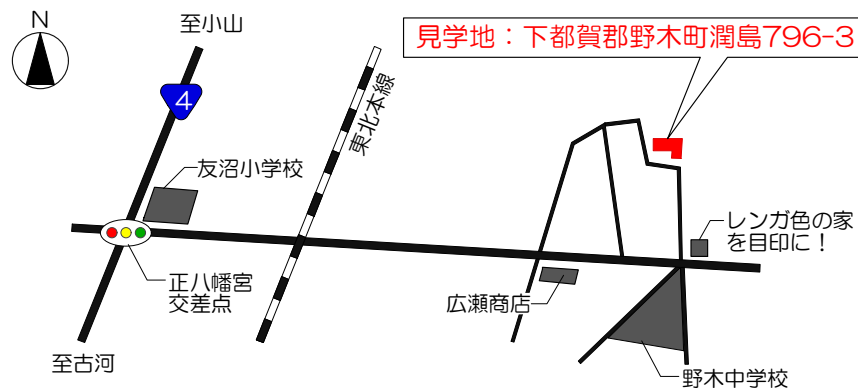 N
至小山
見学地：下都賀郡野木町潤島796-3
4
東北本線
友沼小学校
レンガ色の家
を目印に！
正八幡宮
交差点
広瀬商店
至古河
野木中学校